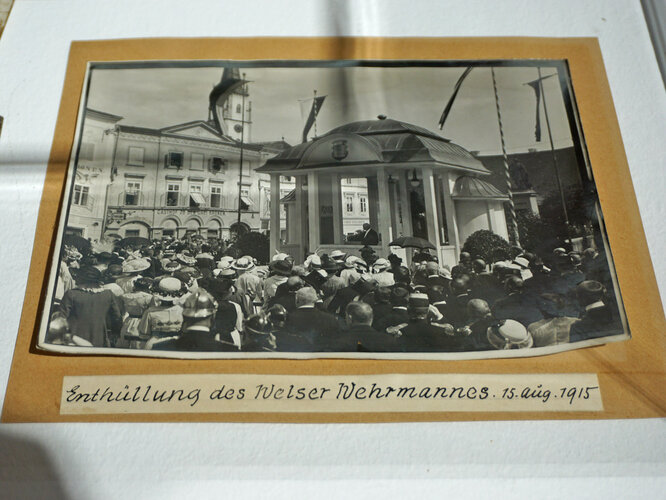 Enthüllung des Welser Wehrmannes. 15. Aug. 1915